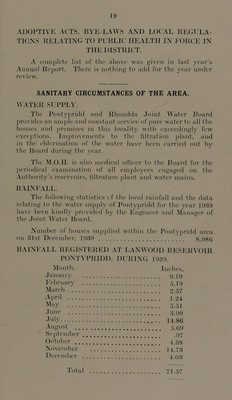 19
ADOPTIVE ACTS, BYE-LAWS AND LOCAL REGULA-
TIONS RELATING TO PUBLIC HEALTH IN FORCE IN
THE DISTRICT.
A complete list of the above was given in last year's
Annual Report. There is nothing to add for the year under
review.
SANITARY CIRCUMSTANCES OF THE AREA.
WATER SUPPLY.
The Pontypridd and Rhondda Joint Water Board
provides an ample and constant service of pure water to all the
houses and premises in this locality with exceedingly few
exceptions. Improvements to the filtration plant, and
in the chlorination of the water have been carried out by
the Board during the year.
The M.O.H. is also medical officer to the Board for the
periodical examination of all employees engaged on the
Authority's reservoirs, filtration plant and water mains.
RAINFALL.
The following statistics of the local rainfall and the data
relating to the water supply of Pontypridd for the year 1939
have been kindly provided by the Engineer and Manager of
the Joint Water Board.
Number of houses supplied within the Pontypridd area
on 31st December, 1939 .................... 8,986
RAINFALL REGISTERED AT LANWOOD RESERVOIR
PONTYPRIDD, DURING 1939.
Month. Inches.
January .......................... 9.10
February .......................... 5.19
March .......................... 2.57
April .......................... 1.24
May .......................... 5.51
June .......................... 3.90
July .......................... 14.86
August .......................... 5.69
September .......................... .97
October .......................... 4.38
November .......................... 14.73
December .......................... 4.03
Total .......................... 71.57